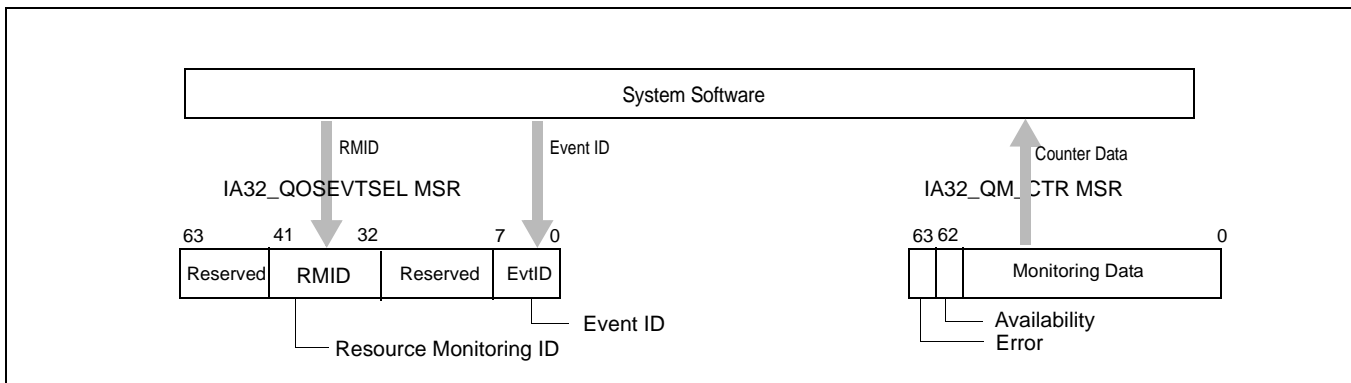 System Software
RMID Event ID Counter Data
IA32_QOSEVTSEL MSR IA32_QM_CTR MSR
63 41 32 7 0 63 62 0
Reserved RMID Reserved EvtID Monitoring Data
Event ID Availability
Resource Monitoring ID Error